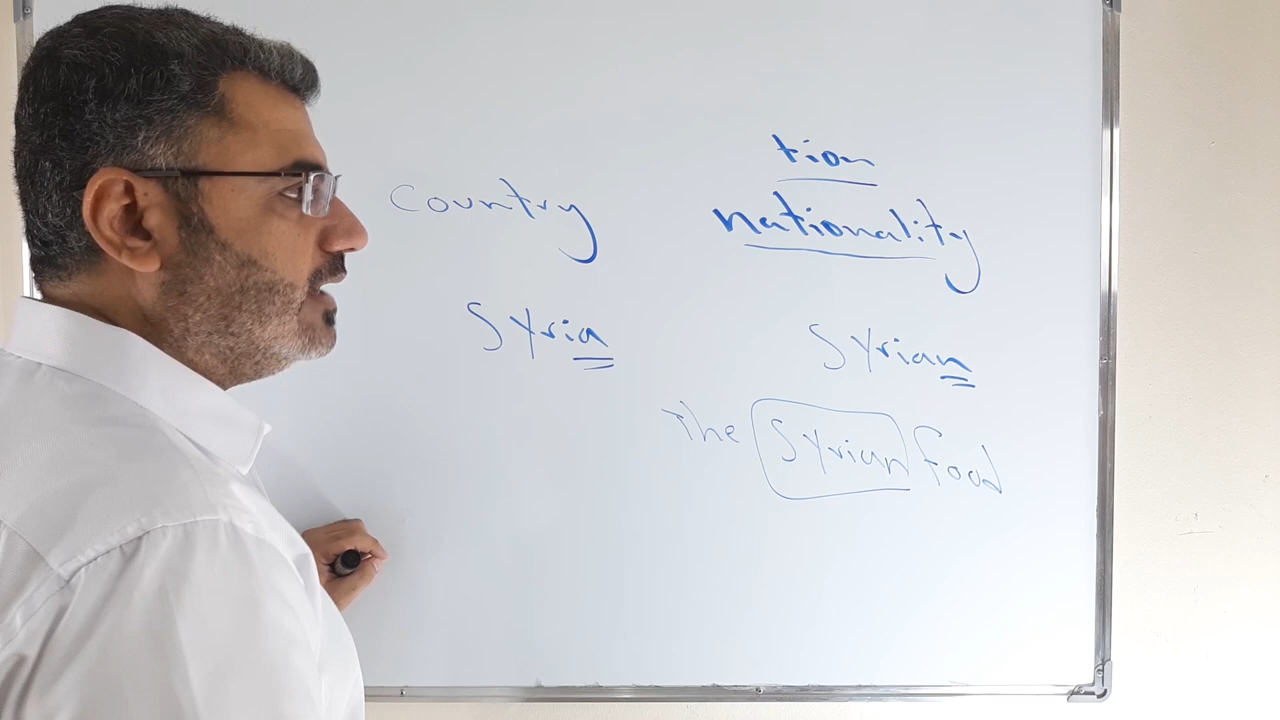 tion
Country nationality
Syria Syrian
The Syrian food